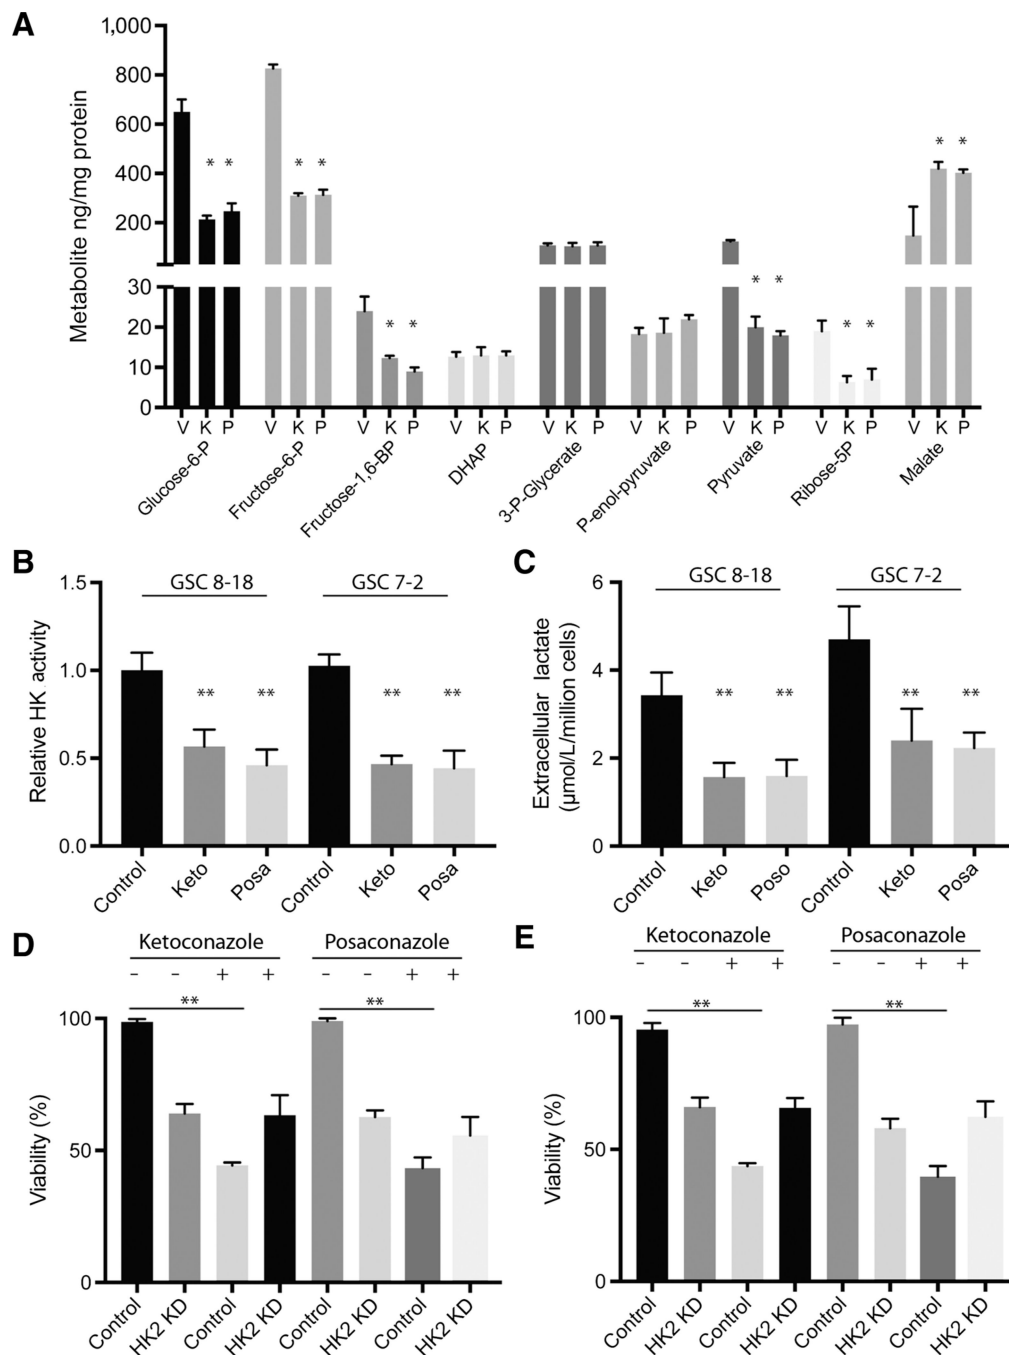 A
Metabolite ng/mg protein
1,000
800
600
400
200
30
20
10
0
* *
* *
* *
* *
* *
* *
V K P V K P V K P V K P V K P V K P V K P V K P V K P
Glucose-6-P
Fructose-6-P
Fructose-1,6-BP
DHAP
3-P-Glycerate
P-enol-pyruvate
Pyruvate
Ribose-5P
Malate
B
Relative HK activity
1.5
1.0
0.5
0.0
GSC 8-18
GSC 7-2
** ** ** **
Control
Keto
Posa
Control
Keto
Posa
C
Extracellular lactate
(μmol/L/million cells)
6
4
2
0
GSC 8-18
GSC 7-2
** ** ** **
Control
Keto
Poso
Control
Keto
Posa
D
Ketoconazole
Posaconazole
– – + + – – + +
** **
Viability (%)
100
50
0
Control
HK2 KD
Control
HK2 KD
Control
HK2 KD
Control
HK2 KD
E
Ketoconazole
Posaconazole
– – + + – – + +
** **
Viability (%)
100
50
0
Control
HK2 KD
Control
HK2 KD
Control
HK2 KD
Control
HK2 KD